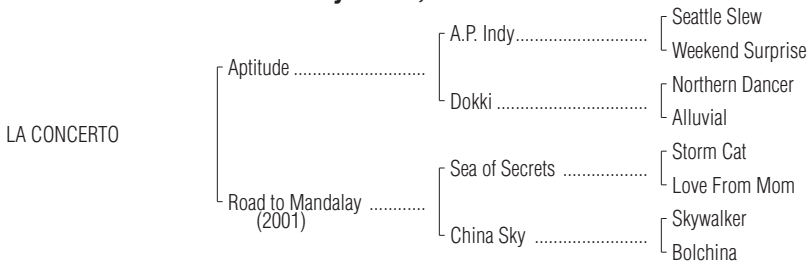 Seattle Slew
A.P. Indy............................
Weekend Surprise
Aptitude ............................
Northern Dancer
Dokki ................................
Alluvial
LA CONCERTO
Storm Cat
Sea of Secrets ..................
Love From Mom
Road to Mandalay ............
(2001)
Skywalker
China Sky ........................
Bolchina